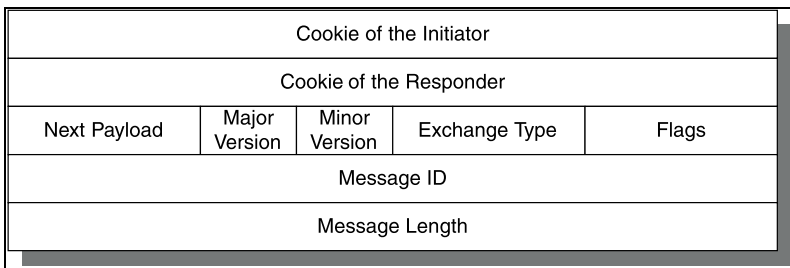 Cookie of the Initiator
Cookie of the Responder
Next Payload
Major
Version
Minor
Version
Exchange Type
Flags
Message ID
Message Length